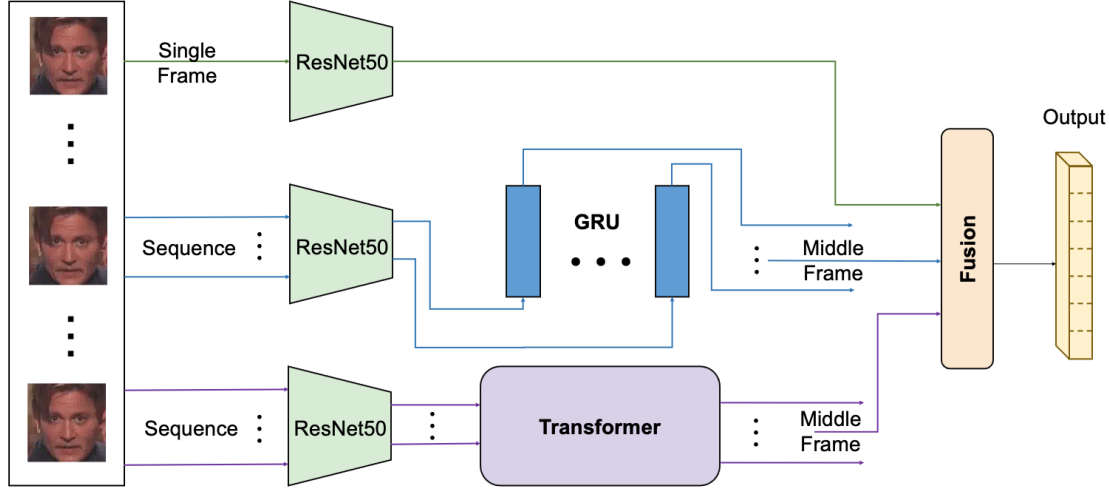 Single
Frame
ResNet50
Output
Sequence
ResNet50
GRU
Middle
Frame
Fusion
Sequence
ResNet50
Transformer
Middle
Frame